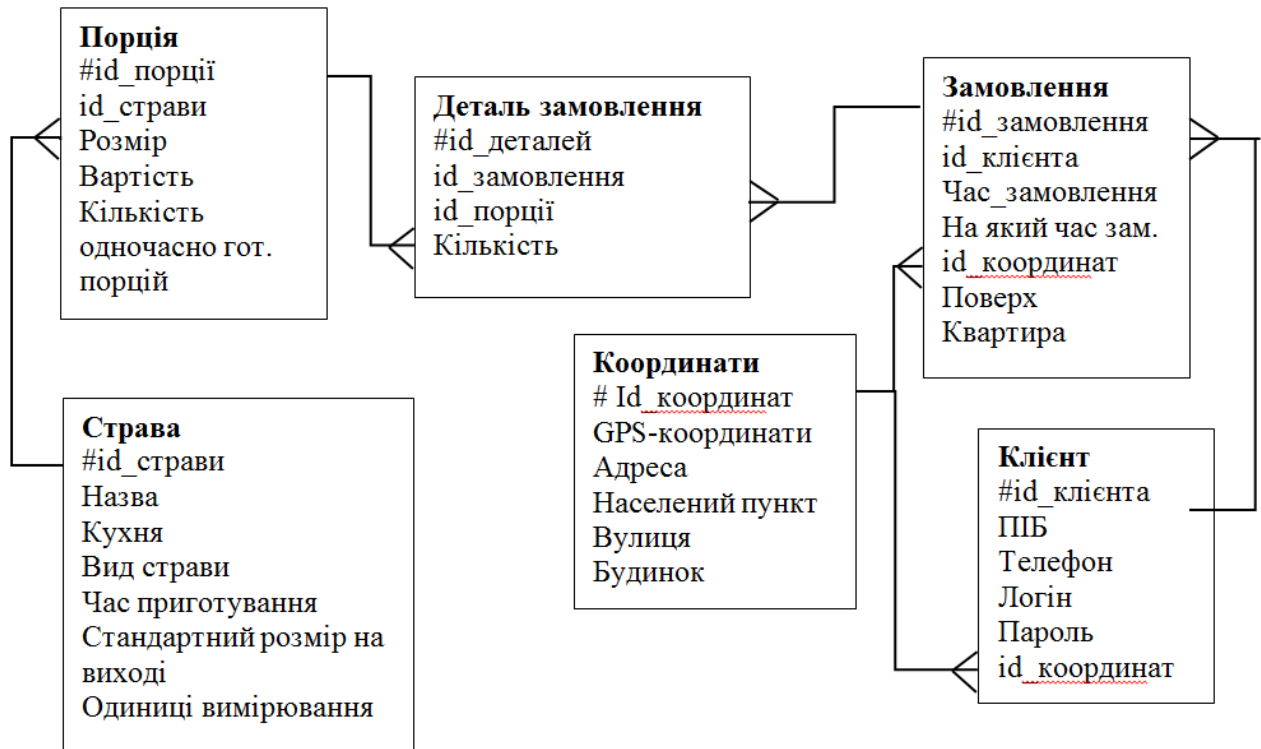 Порція
#id_порції
id_страви
Розмір
Вартість
Кількість
одночасно гот.
порцій
Деталь замовлення
#id_деталей
id_замовлення
id_порції
Кількість
Замовлення
#id_замовлення
id_клієнта
Час_замовлення
На який час зам.
id_координат
Поверх
Квартира
Координати
# Id_координат
GPS-координати
Адреса
Населений пункт
Вулиця
Будинок
Страва
#id_страви
Назва
Кухня
Вид страви
Час приготування
Стандартний розмір на
виході
Одиниці вимірювання
Клієнт
#id_клієнта
ПІБ
Телефон
Логін
Пароль
id_координат